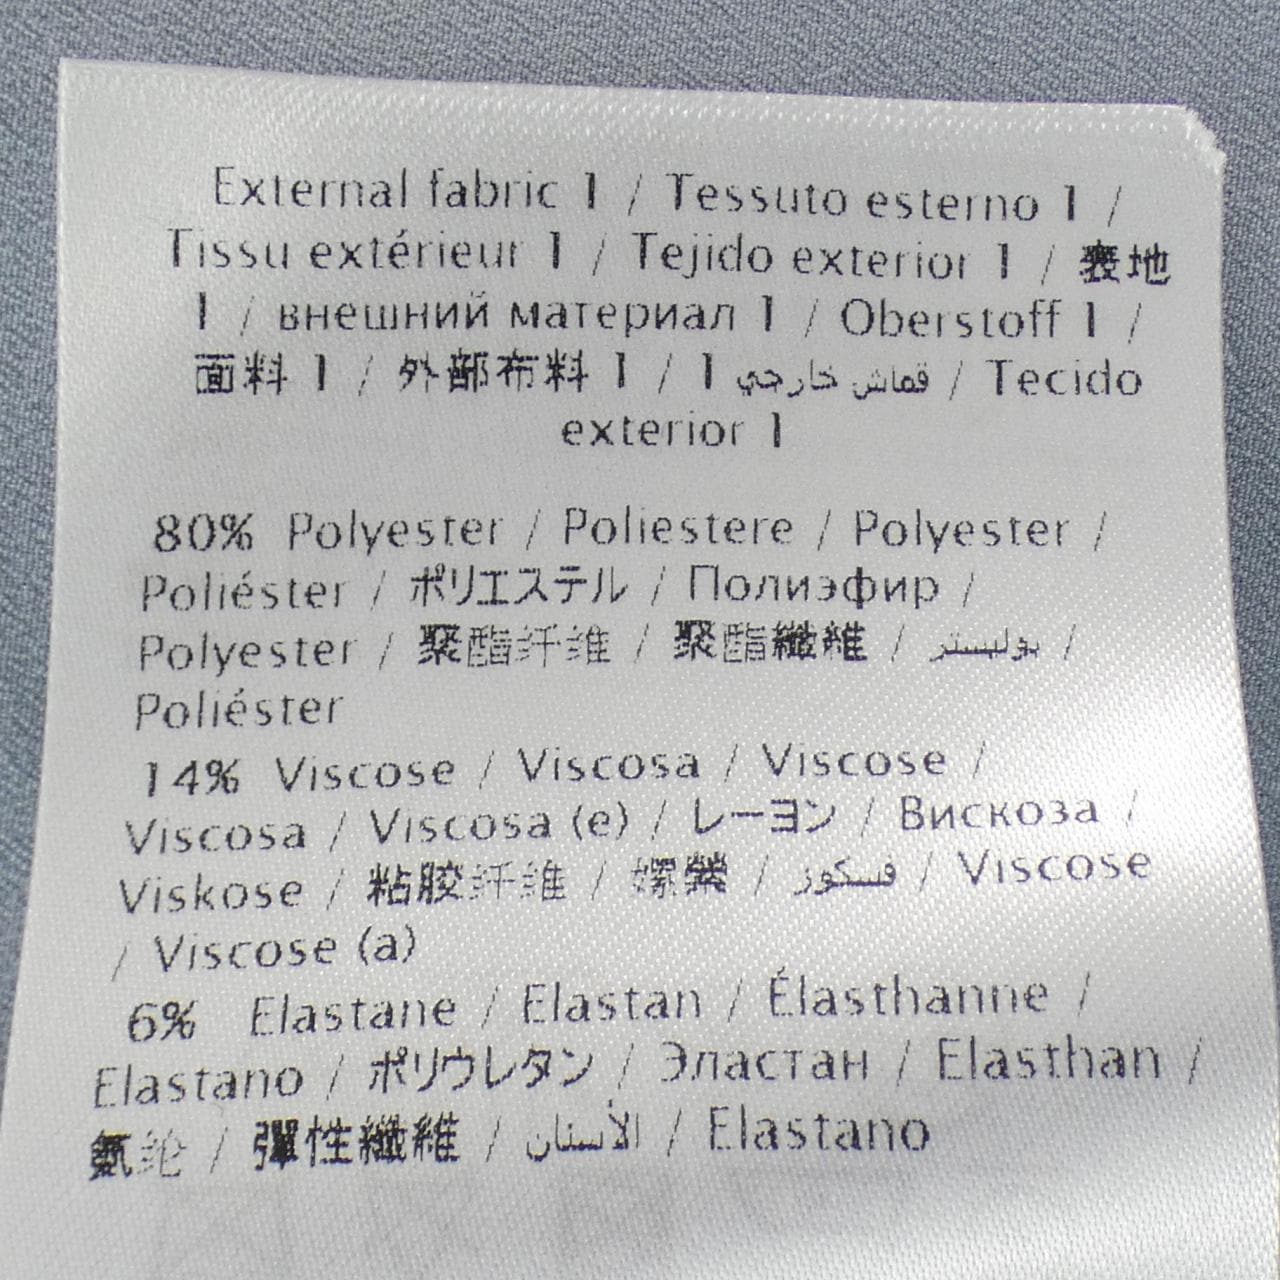 External fabric 1 / Tessuto esterno 1 /
Tissu extérieur 1 / Tejido exterior 1 / 表地
1 / внешний материал 1 / Oberstoff 1 /
面料 1 / 外部布料 1 / 1 قماش خارجي / Tecido
exterior 1
80% Polyester / Poliestere / Polyester /
Poliéster / ポリエステル / Полиэфир /
Polyester / 聚酯纤维 / 聚酯纖維 / بوليستر /
Poliéster
14% Viscose / Viscosa / Viscose /
Viscosa / Viscosa (e) / レーヨン / Вискоза /
Viskose / 粘胶纤维 / 嫘縈 / فسكوز / Viscose
/ Viscose (a)
6% Elastane / Elastan / Élasthanne /
Elastano / ポリウレタン / Эластан / Elasthan /
氨纶 / 彈性纖維 / الأستان / Elastano